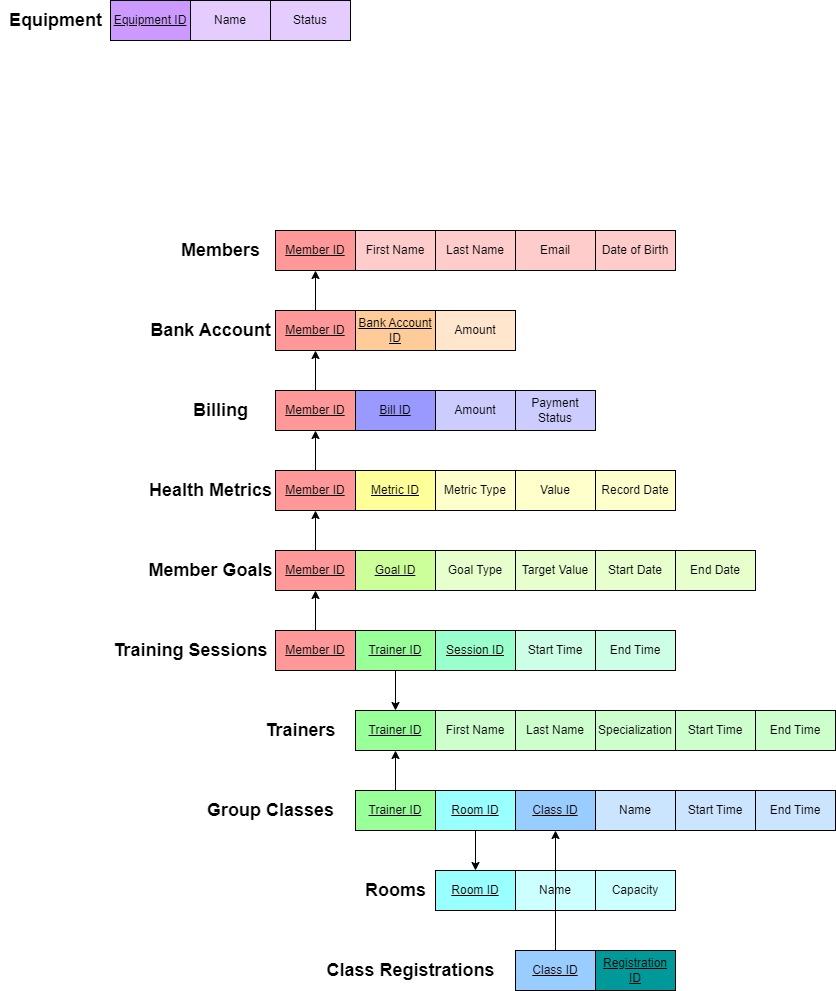 Equipment Equipment ID Name Status
Members Member ID First Name Last Name Email Date of Birth
Bank Account Member ID Bank Account ID Amount
Billing Member ID Bill ID Amount Payment Status
Health Metrics Member ID Metric ID Metric Type Value Record Date
Member Goals Member ID Goal ID Goal Type Target Value Start Date End Date
Training Sessions Member ID Trainer ID Session ID Start Time End Time
Trainers Trainer ID First Name Last Name Specialization Start Time End Time
Group Classes Trainer ID Room ID Class ID Name Start Time End Time
Rooms Room ID Name Capacity
Class Registrations Class ID Registration ID